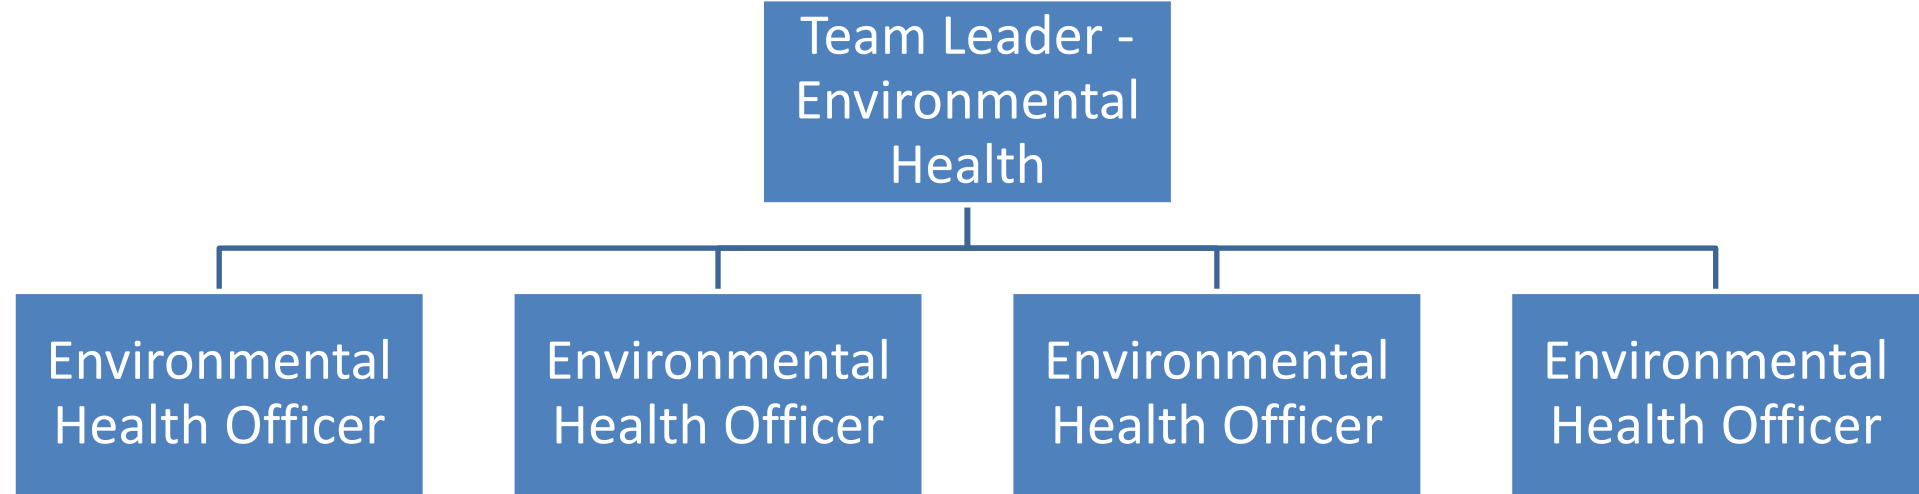 Team Leader -
Environmental
Health
Environmental
Health Officer
Environmental
Health Officer
Environmental
Health Officer
Environmental
Health Officer